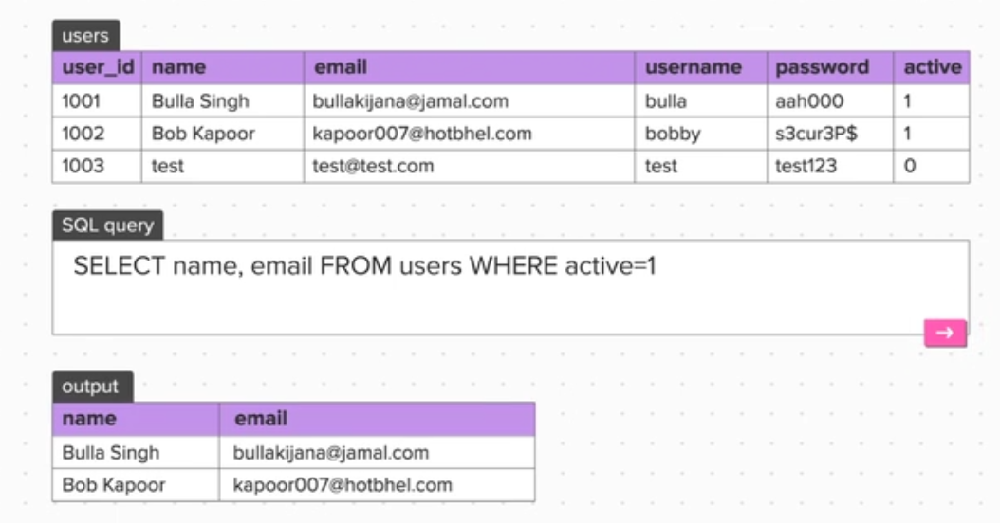 users
user_id name email username password active
1001 Bulla Singh bullakijana@jamal.com bulla aah000 1
1002 Bob Kapoor kapoor007@hotbhel.com bobby s3cur3P$ 1
1003 test test@test.com test test123 0
SQL query
SELECT name, email FROM users WHERE active=1
→
output
name email
Bulla Singh bullakijana@jamal.com
Bob Kapoor kapoor007@hotbhel.com